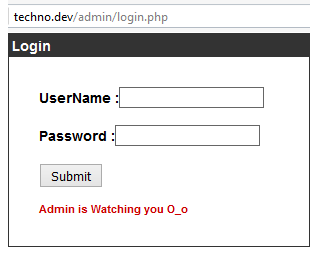 techno.dev/admin/login.php
Login
UserName :
Password :
Submit
Admin is Watching you O_o